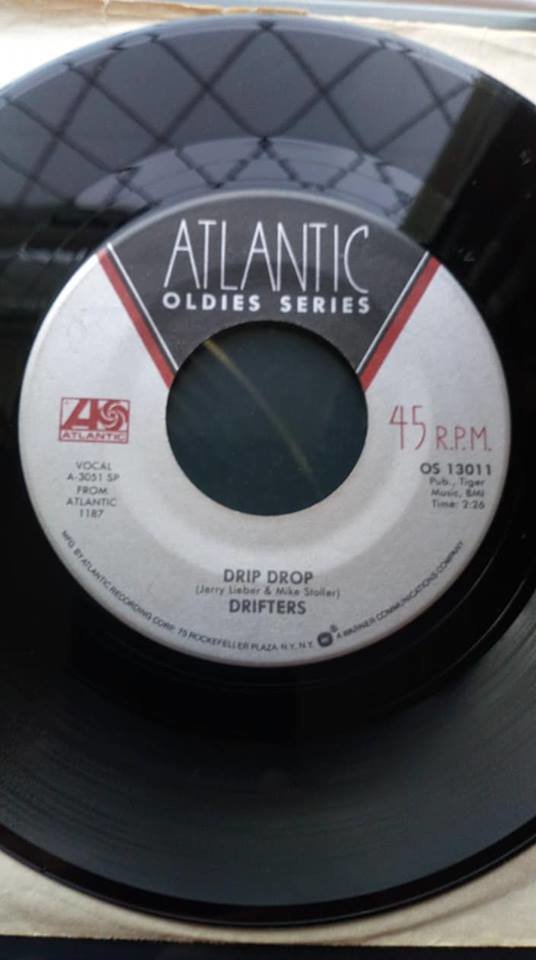 ATLANTIC
OLDIES SERIES
ATLANTIC
VOCAL
A-3051 SP
FROM
ATLANTIC
1187
45 R.P.M.
OS 13011
Pub., Tiger
Music, BMI
Time: 2:26
DRIP DROP
(Jerry Lieber & Mike Stoller)
DRIFTERS
MFG. BY ATLANTIC RECORDING CORP. 75 ROCKEFELLER PLAZA N.Y., N.Y. ® A WARNER COMMUNICATIONS COMPANY